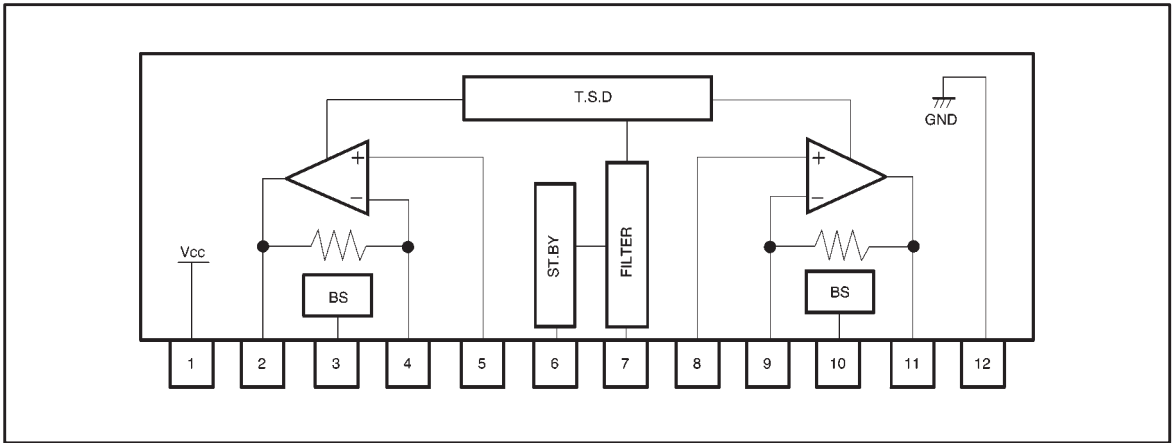 T.S.D
GND
+
−
+
−
Vcc
ST.BY
FILTER
BS
BS
1 2 3 4 5 6 7 8 9 10 11 12